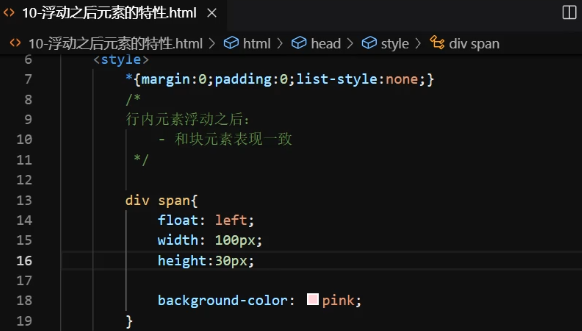 10-浮动之后元素的特性.html
10-浮动之后元素的特性.html > html > head > style > div span
6 <style>
7 *{margin:0;padding:0;list-style:none;}
8 /*
9 行内元素浮动之后:
10 - 和块元素表现一致
11 */
12
13 div span{
14 float: left;
15 width: 100px;
16 height:30px;
17
18 background-color: pink;
19 }